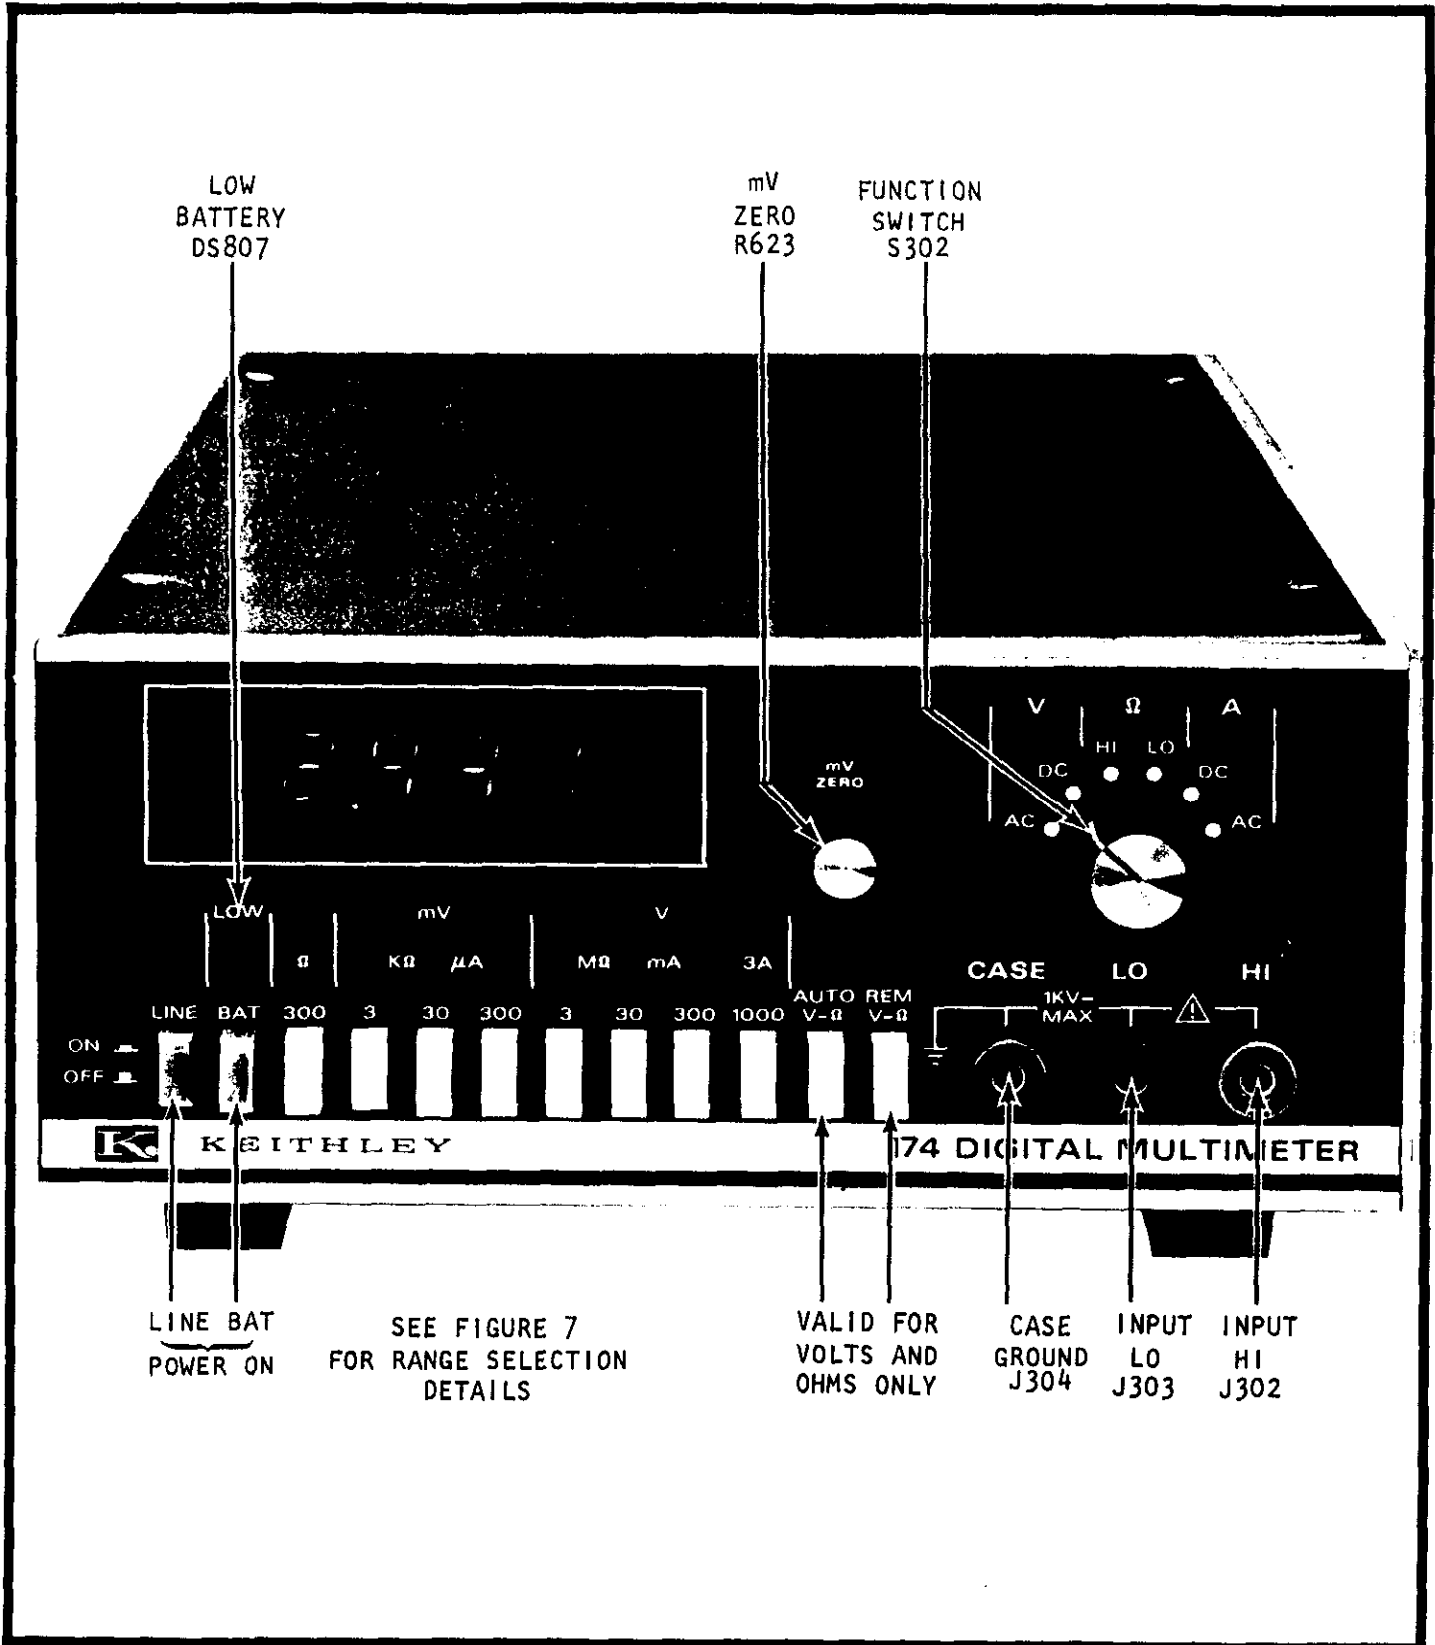 LOW
BATTERY
DS807
mV
ZERO
R623
FUNCTION
SWITCH
S302
V Ω A
HI LO
DC DC
AC AC
mV
ZERO
LOW mV V
Ω KΩ μA MΩ mA 3A
CASE LO HI
LINE BAT 300 3 30 300 3 30 300 1000
AUTO REM
V-Ω V-Ω
1KV-
MAX
ON
OFF
K. KEITHLEY 174 DIGITAL MULTIMETER
LINE BAT
POWER ON
SEE FIGURE 7
FOR RANGE SELECTION
DETAILS
VALID FOR
VOLTS AND
OHMS ONLY
CASE
GROUND
J304
INPUT
LO
J303
INPUT
HI
J302